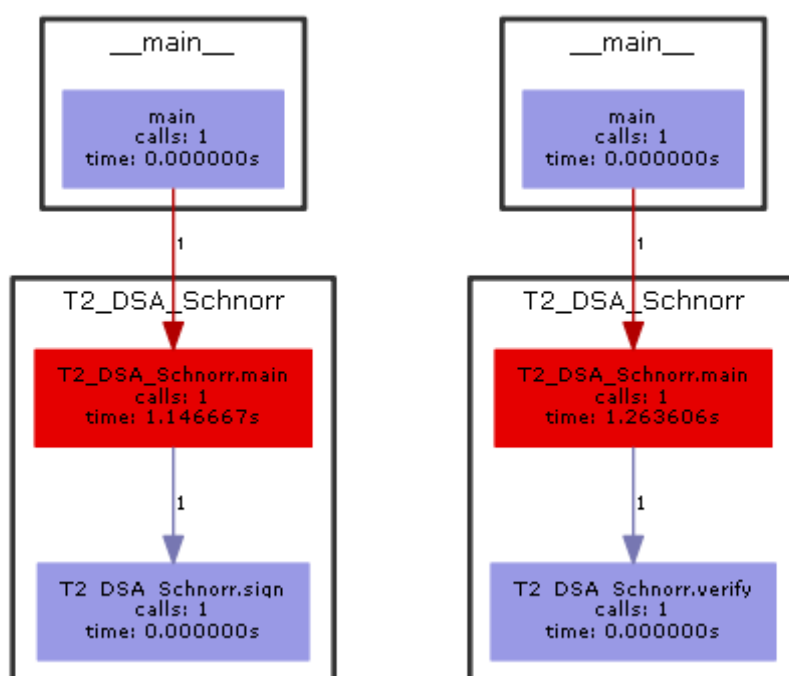 __main__
main
calls: 1
time: 0.000000s
1
T2_DSA_Schnorr
T2_DSA_Schnorr.main
calls: 1
time: 1.146667s
1
T2_DSA_Schnorr.sign
calls: 1
time: 0.000000s
__main__
main
calls: 1
time: 0.000000s
1
T2_DSA_Schnorr
T2_DSA_Schnorr.main
calls: 1
time: 1.263606s
1
T2_DSA_Schnorr.verify
calls: 1
time: 0.000000s